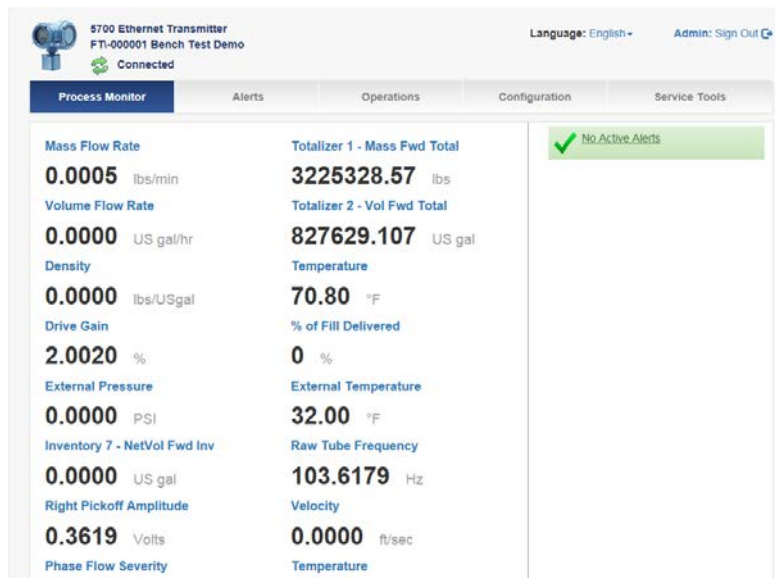 5700 Ethernet Transmitter
FT\-000001 Bench Test Demo
Connected
Language: English
Admin: Sign Out
Process Monitor
Alerts
Operations
Configuration
Service Tools
Mass Flow Rate
0.0005 lbs/min
Volume Flow Rate
0.0000 US gal/hr
Density
0.0000 lbs/USgal
Drive Gain
2.0020 %
External Pressure
0.0000 PSI
Inventory 7 - NetVol Fwd Inv
0.0000 US gal
Right Pickoff Amplitude
0.3619 Volts
Phase Flow Severity
Totalizer 1 - Mass Fwd Total
3225328.57 lbs
Totalizer 2 - Vol Fwd Total
827629.107 US gal
Temperature
70.80 °F
% of Fill Delivered
0 %
External Temperature
32.00 °F
Raw Tube Frequency
103.6179 Hz
Velocity
0.0000 ft/sec
Temperature
No Active Alerts